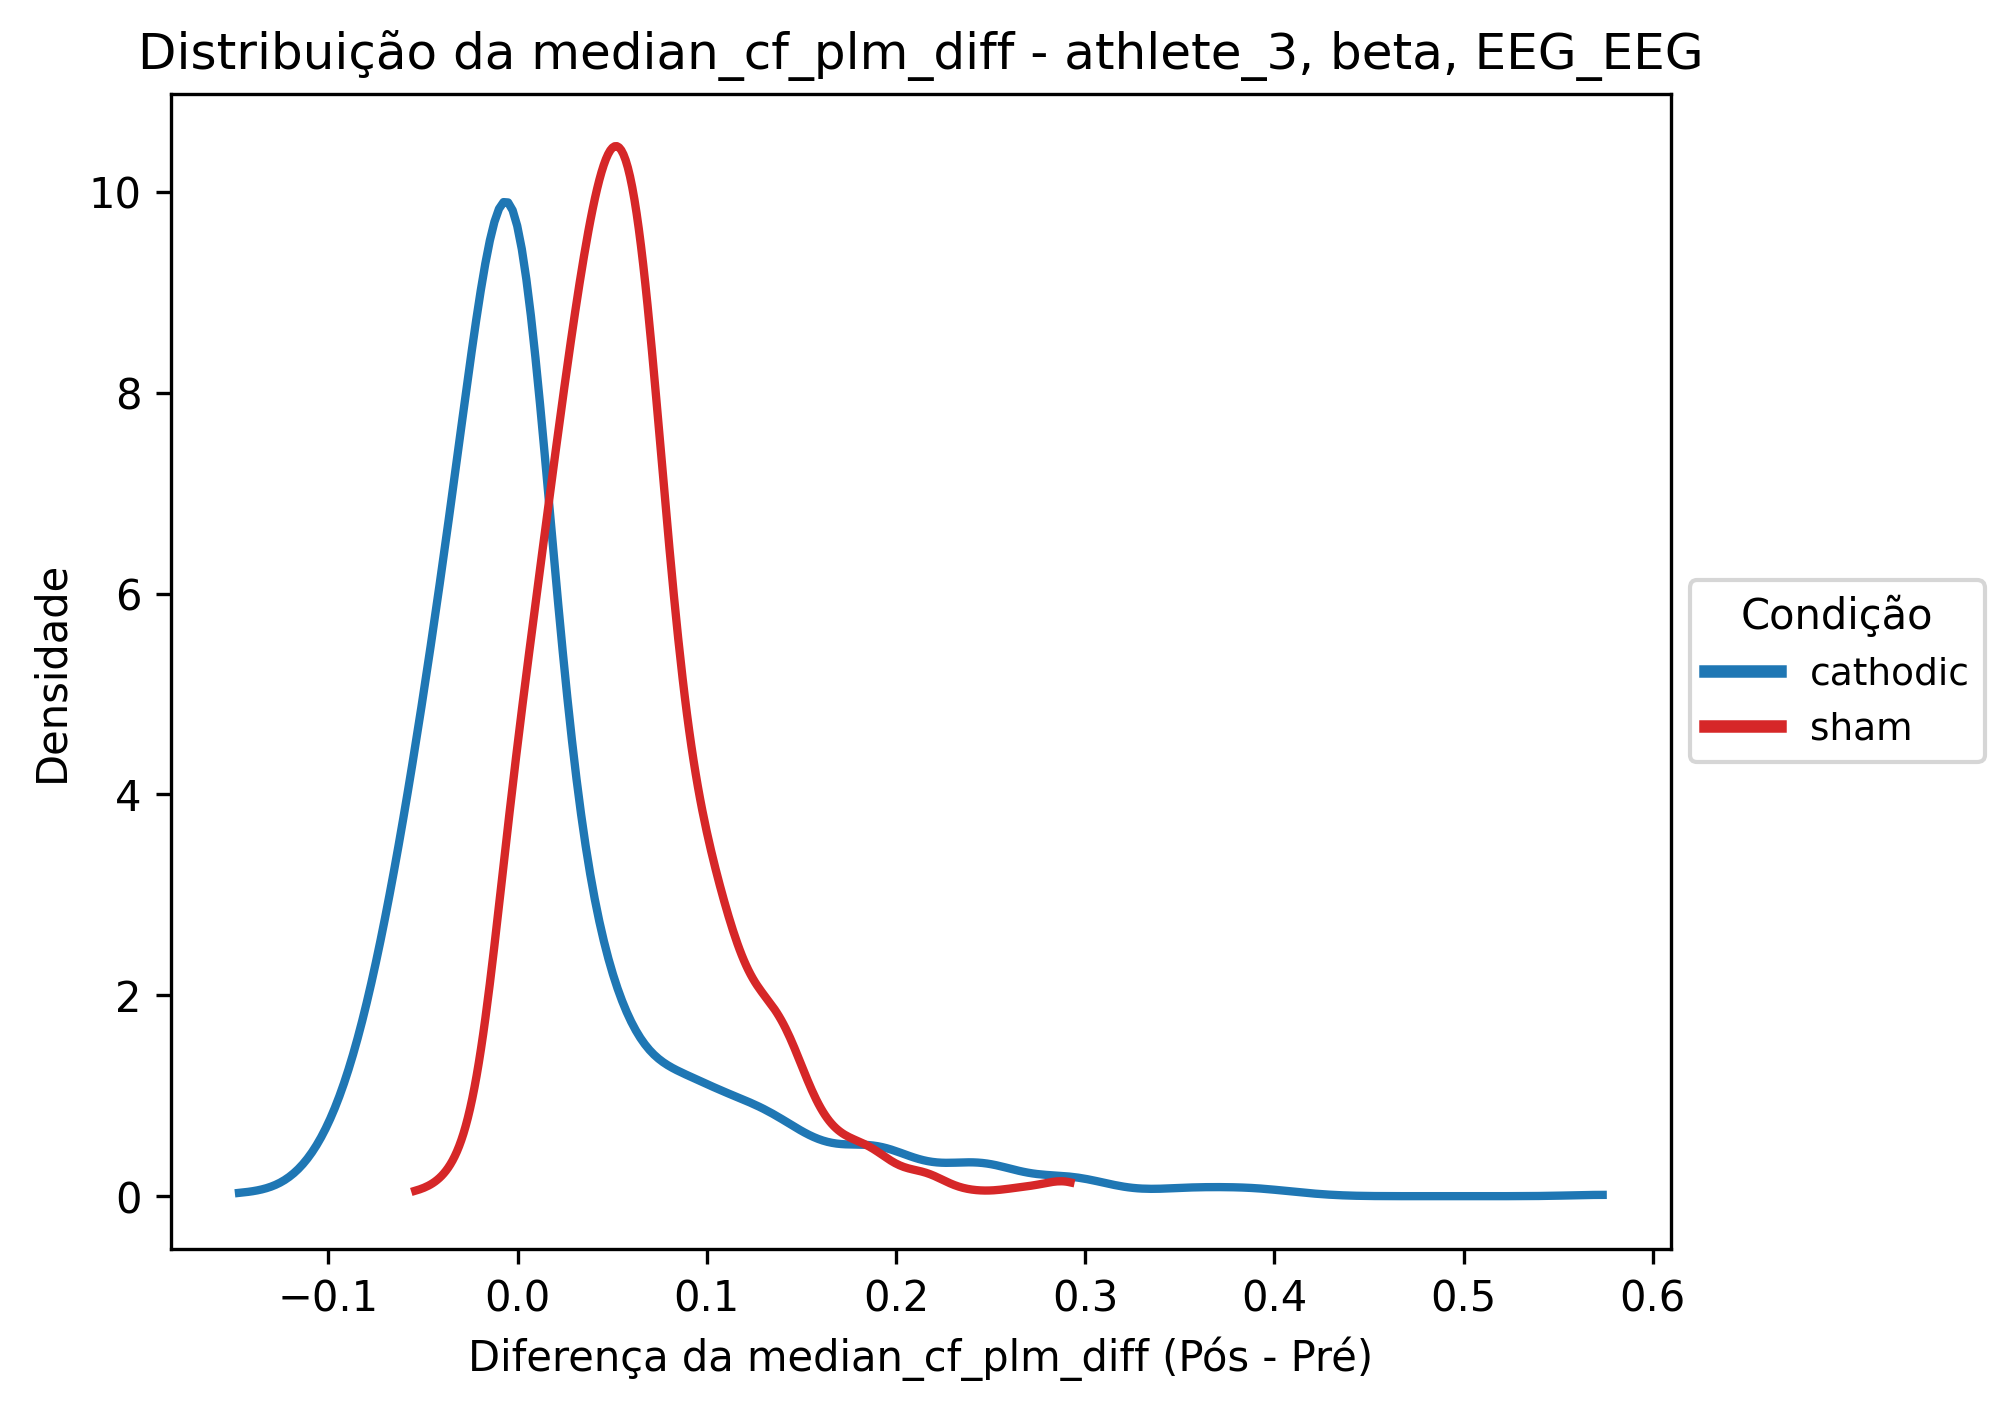 Distribuição da median_cf_plm_diff - athlete_3, beta, EEG_EEG
10
8
6
4
2
0
Densidade
−0.1 0.0 0.1 0.2 0.3 0.4 0.5 0.6
Diferença da median_cf_plm_diff (Pós - Pré)
Condição
cathodic
sham